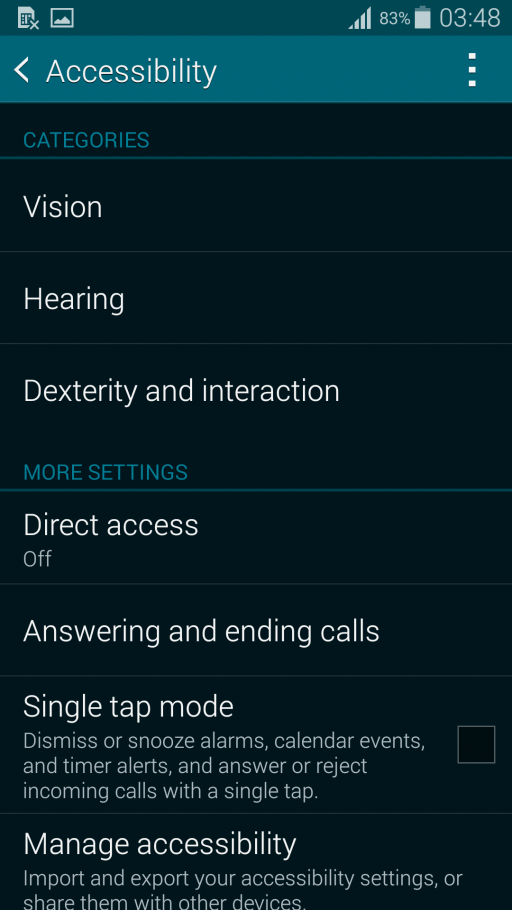 83% 03:48
Accessibility
CATEGORIES
Vision
Hearing
Dexterity and interaction
MORE SETTINGS
Direct access
Off
Answering and ending calls
Single tap mode
Dismiss or snooze alarms, calendar events,
and timer alerts, and answer or reject
incoming calls with a single tap.
Manage accessibility
Import and export your accessibility settings, or
share them with other devices.